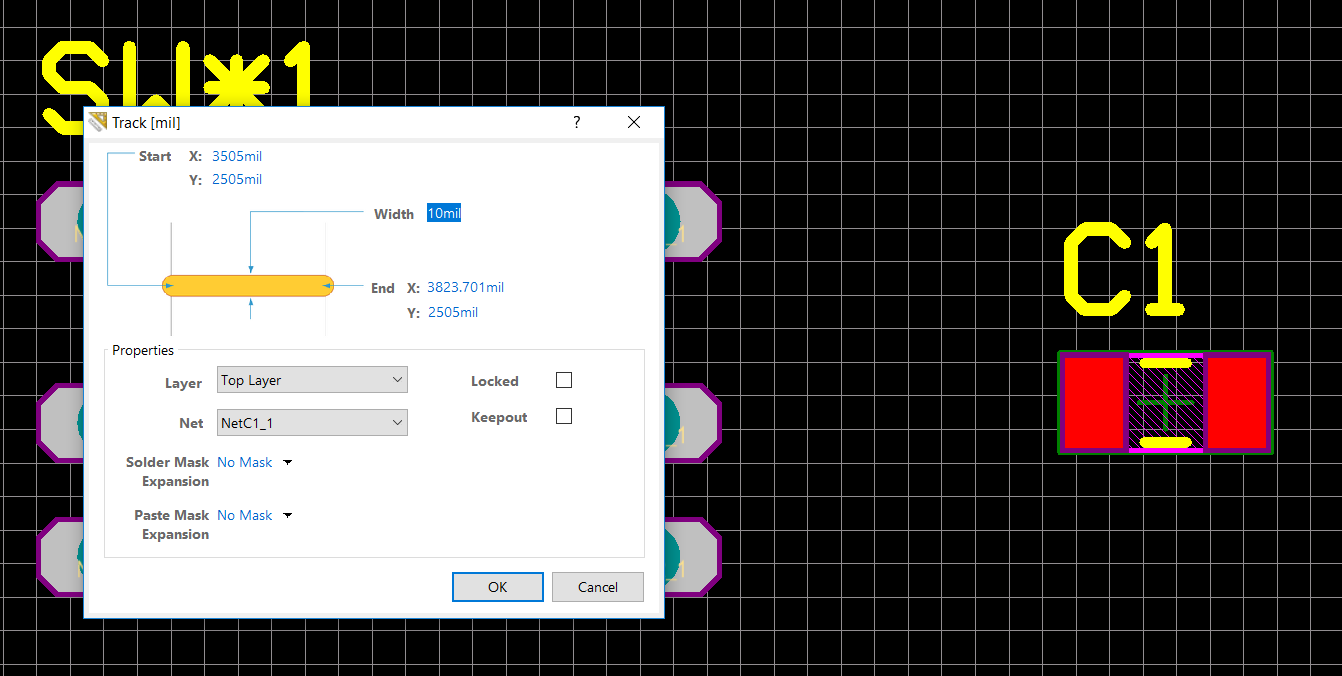 SW*1
Track [mil]
?
Start X: 3505mil
Y: 2505mil
Width 10mil
End X: 3823.701mil
Y: 2505mil
Properties
Layer Top Layer
Locked
Net NetC1_1
Keepout
Solder Mask No Mask
Expansion
Paste Mask No Mask
Expansion
OK Cancel
C1